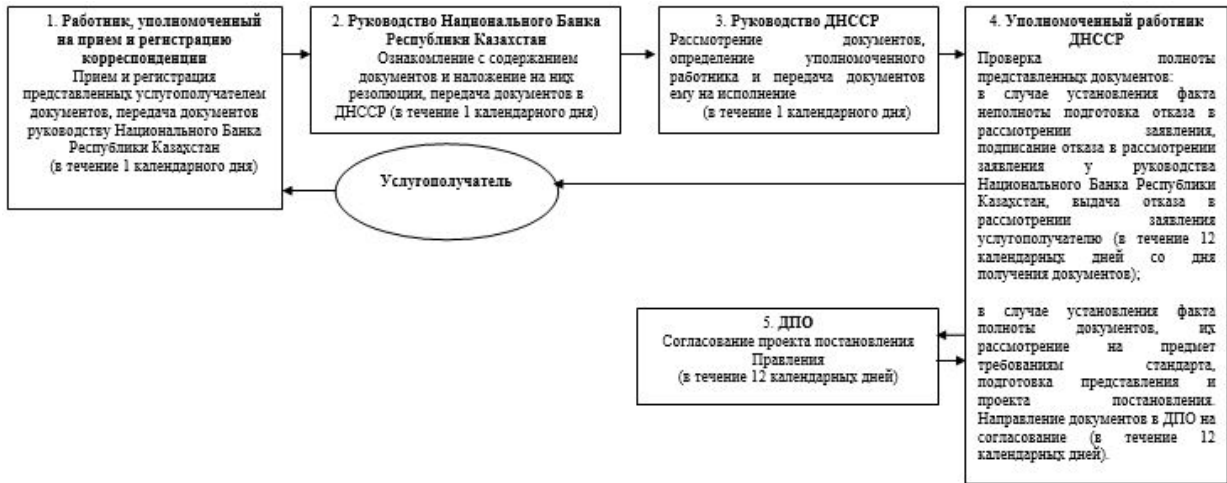 1. Работник, уполномоченный
на прием и регистрацию
корреспонденции
Прием и регистрация
представленных услугополучателем
документов, передача документов
руководству Национального Банка
Республики Казахстан
(в течение 1 календарного дня)
2. Руководство Национального Банка
Республики Казахстан
Ознакомление с содержанием
документов и наложение на них
резолюции, передача документов в
ДНССР (в течение 1 календарного дня)
3. Руководство ДНССР
Рассмотрение документов,
определение уполномоченного
работника и передача документов
ему на исполнение
(в течение 1 календарного дня)
4. Уполномоченный работник
ДНССР
Проверка полноты
представленных документов:
в случае установления факта
неполноты подготовка отказа в
рассмотрении заявления,
подписание отказа в рассмотрении
заявления у руководства
Национального Банка Республики
Казахстан, выдача отказа в
рассмотрении заявления
услугополучателю (в течение 12
календарных дней со дня
получения документов);
в случае установления факта
полноты документов, их
рассмотрение на предмет
требованиям стандарта,
подготовка представления и
проекта постановления.
Направление документов в ДПО на
согласование (в течение 12
календарных дней).
Услугополучатель
5. ДПО
Согласование проекта постановления
Правления
(в течение 12 календарных дней)